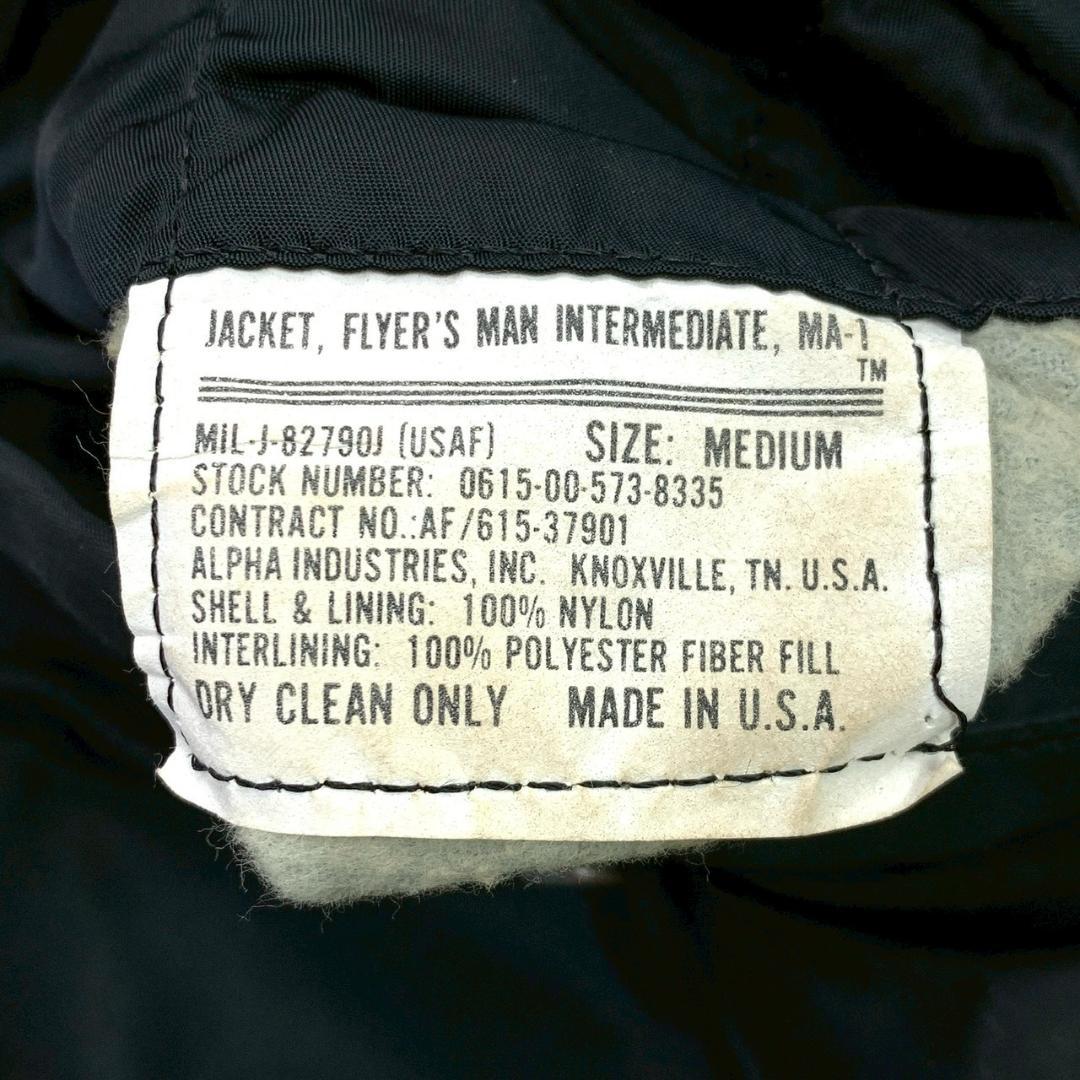 JACKET, FLYER'S MAN INTERMEDIATE, MA-1
TM
MIL-J-82790J (USAF) SIZE: MEDIUM
STOCK NUMBER: 0615-00-573-8335
CONTRACT NO.:AF/615-37901
ALPHA INDUSTRIES, INC. KNOXVILLE, TN. U.S.A.
SHELL & LINING: 100% NYLON
INTERLINING: 100% POLYESTER FIBER FILL
DRY CLEAN ONLY MADE IN U.S.A.